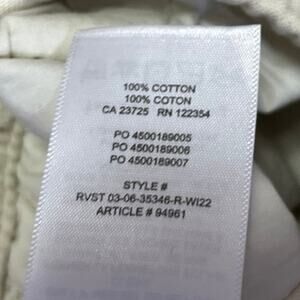 100% COTTON
100% COTON
CA 23725 RN 122354
PO 4500189005
PO 4500189006
PO 4500189007
STYLE #
RVST 03-06-35346-R-WI22
ARTICLE # 94961